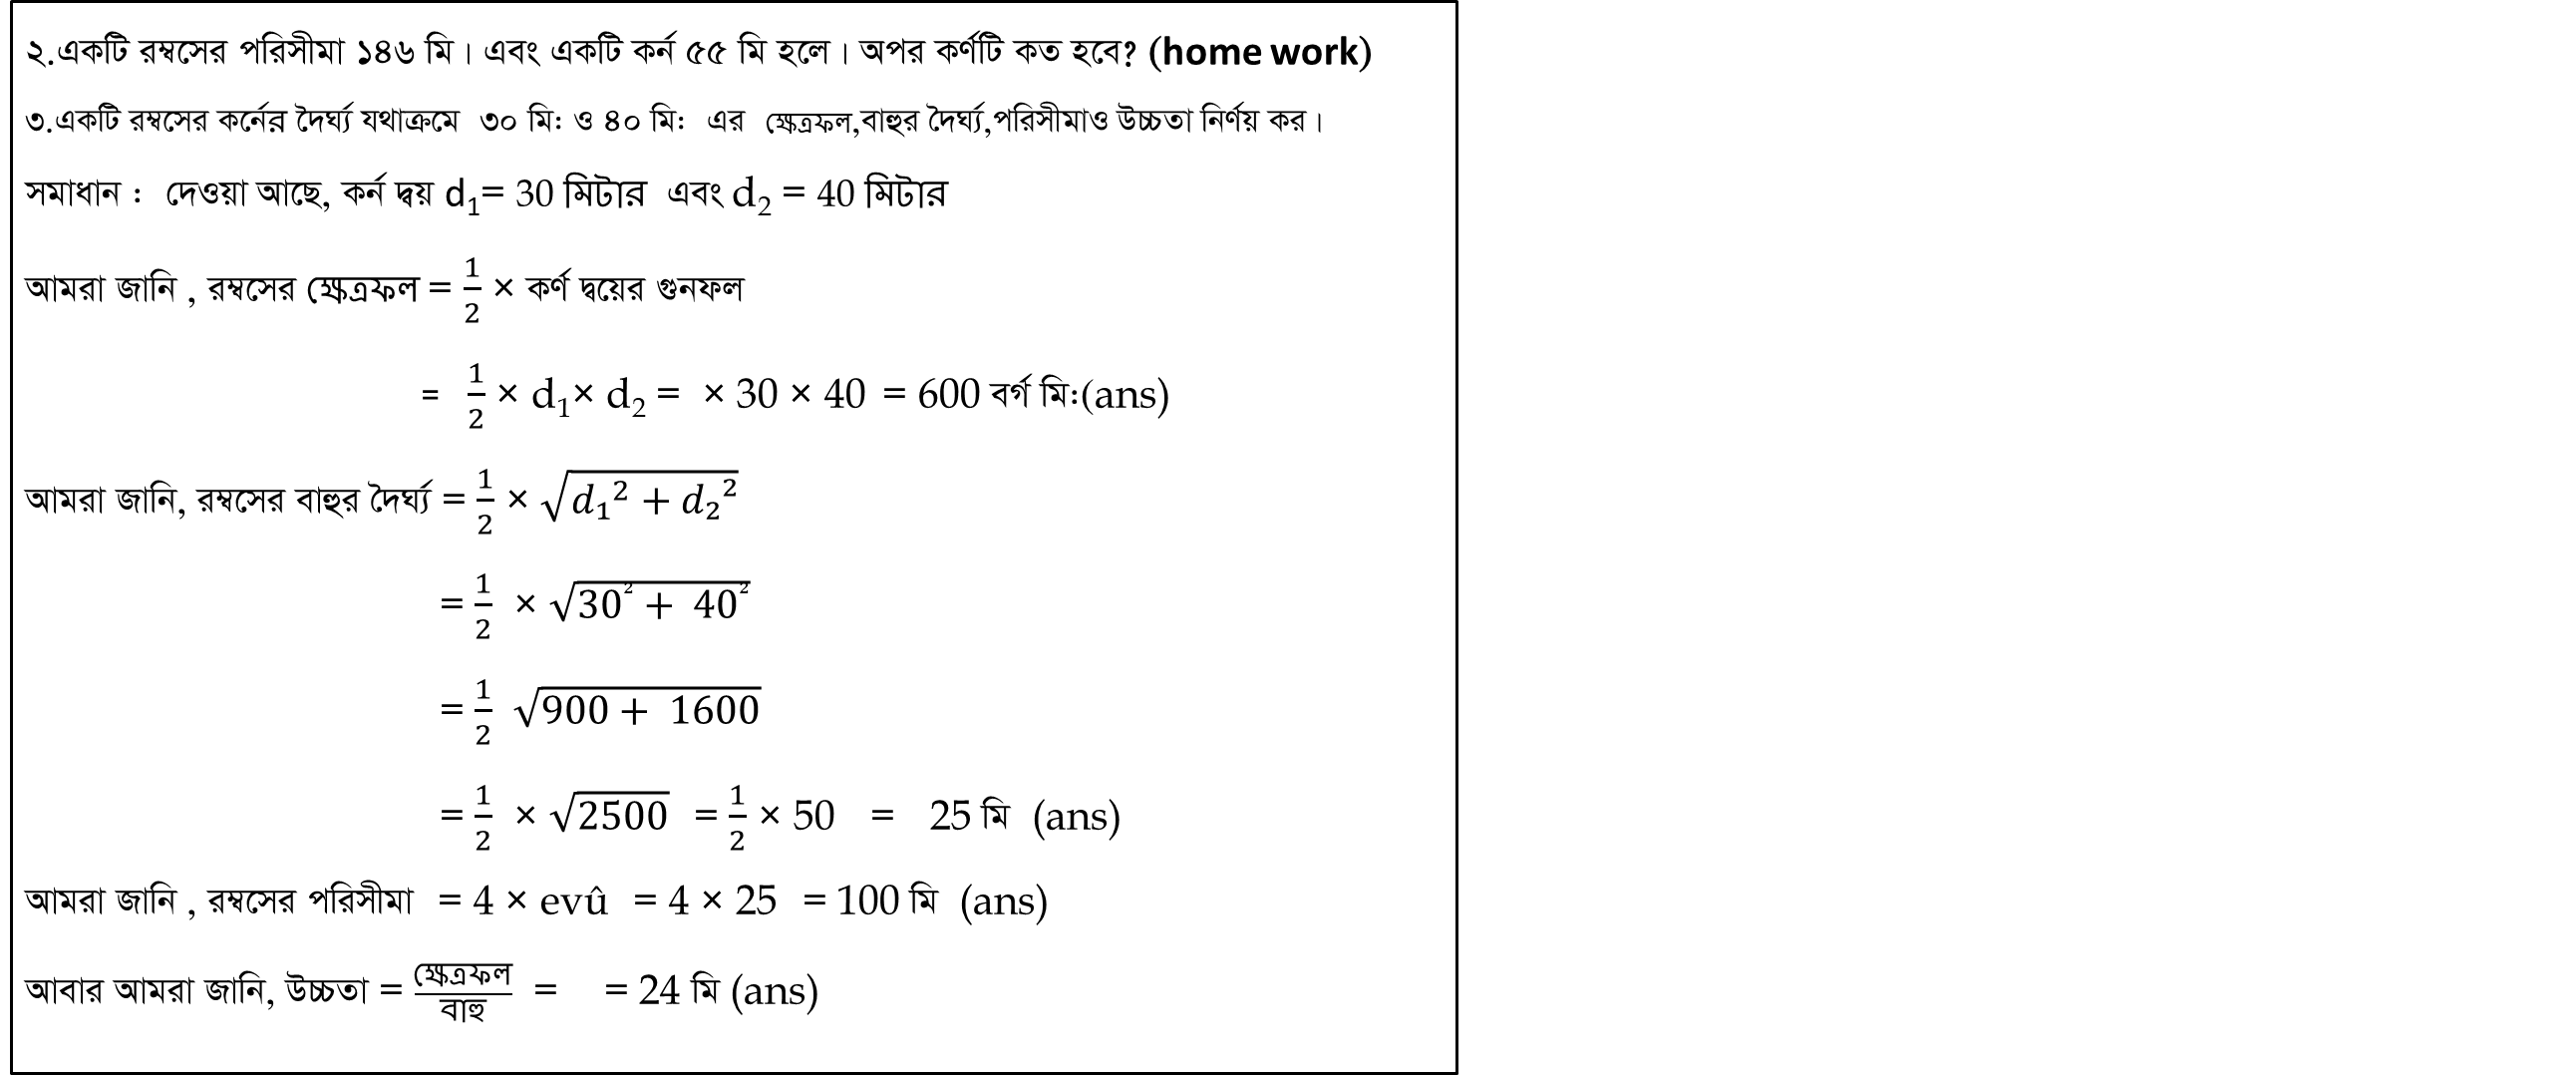 ২.একটি রম্বসের পরিসীমা ১৪৬ মি। এবং একটি কর্ন ৫৫ মি হলে। অপর কর্ণটি কত হবে? (home work)
৩.একটি রম্বসের কর্নের দৈর্ঘ্য যথাক্রমে ৩০ মিঃ ও ৪০ মিঃ এর ক্ষেত্রফল,বাহুর দৈর্ঘ্য,পরিসীমাও উচ্চতা নির্ণয় কর।
সমাধান : দেওয়া আছে, কর্ন দ্বয় d₁= 30 মিটার এবং d₂ = 40 মিটার
আমরা জানি , রম্বসের ক্ষেত্রফল = 1/2 × কর্ণ দ্বয়ের গুনফল
= 1/2 × d₁× d₂ = × 30 × 40 = 600 বর্গ মিঃ(ans)
আমরা জানি, রম্বসের বাহুর দৈর্ঘ্য = 1/2 × √(d₁² + d₂²)
= 1/2 × √(30² + 40²)
= 1/2 √(900 + 1600)
= 1/2 × √2500 = 1/2 × 50 = 25 মি (ans)
আমরা জানি , রম্বসের পরিসীমা = 4 × evû = 4 × 25 = 100 মি (ans)
আবার আমরা জানি, উচ্চতা = ক্ষেত্রফল/বাহু = = 24 মি (ans)